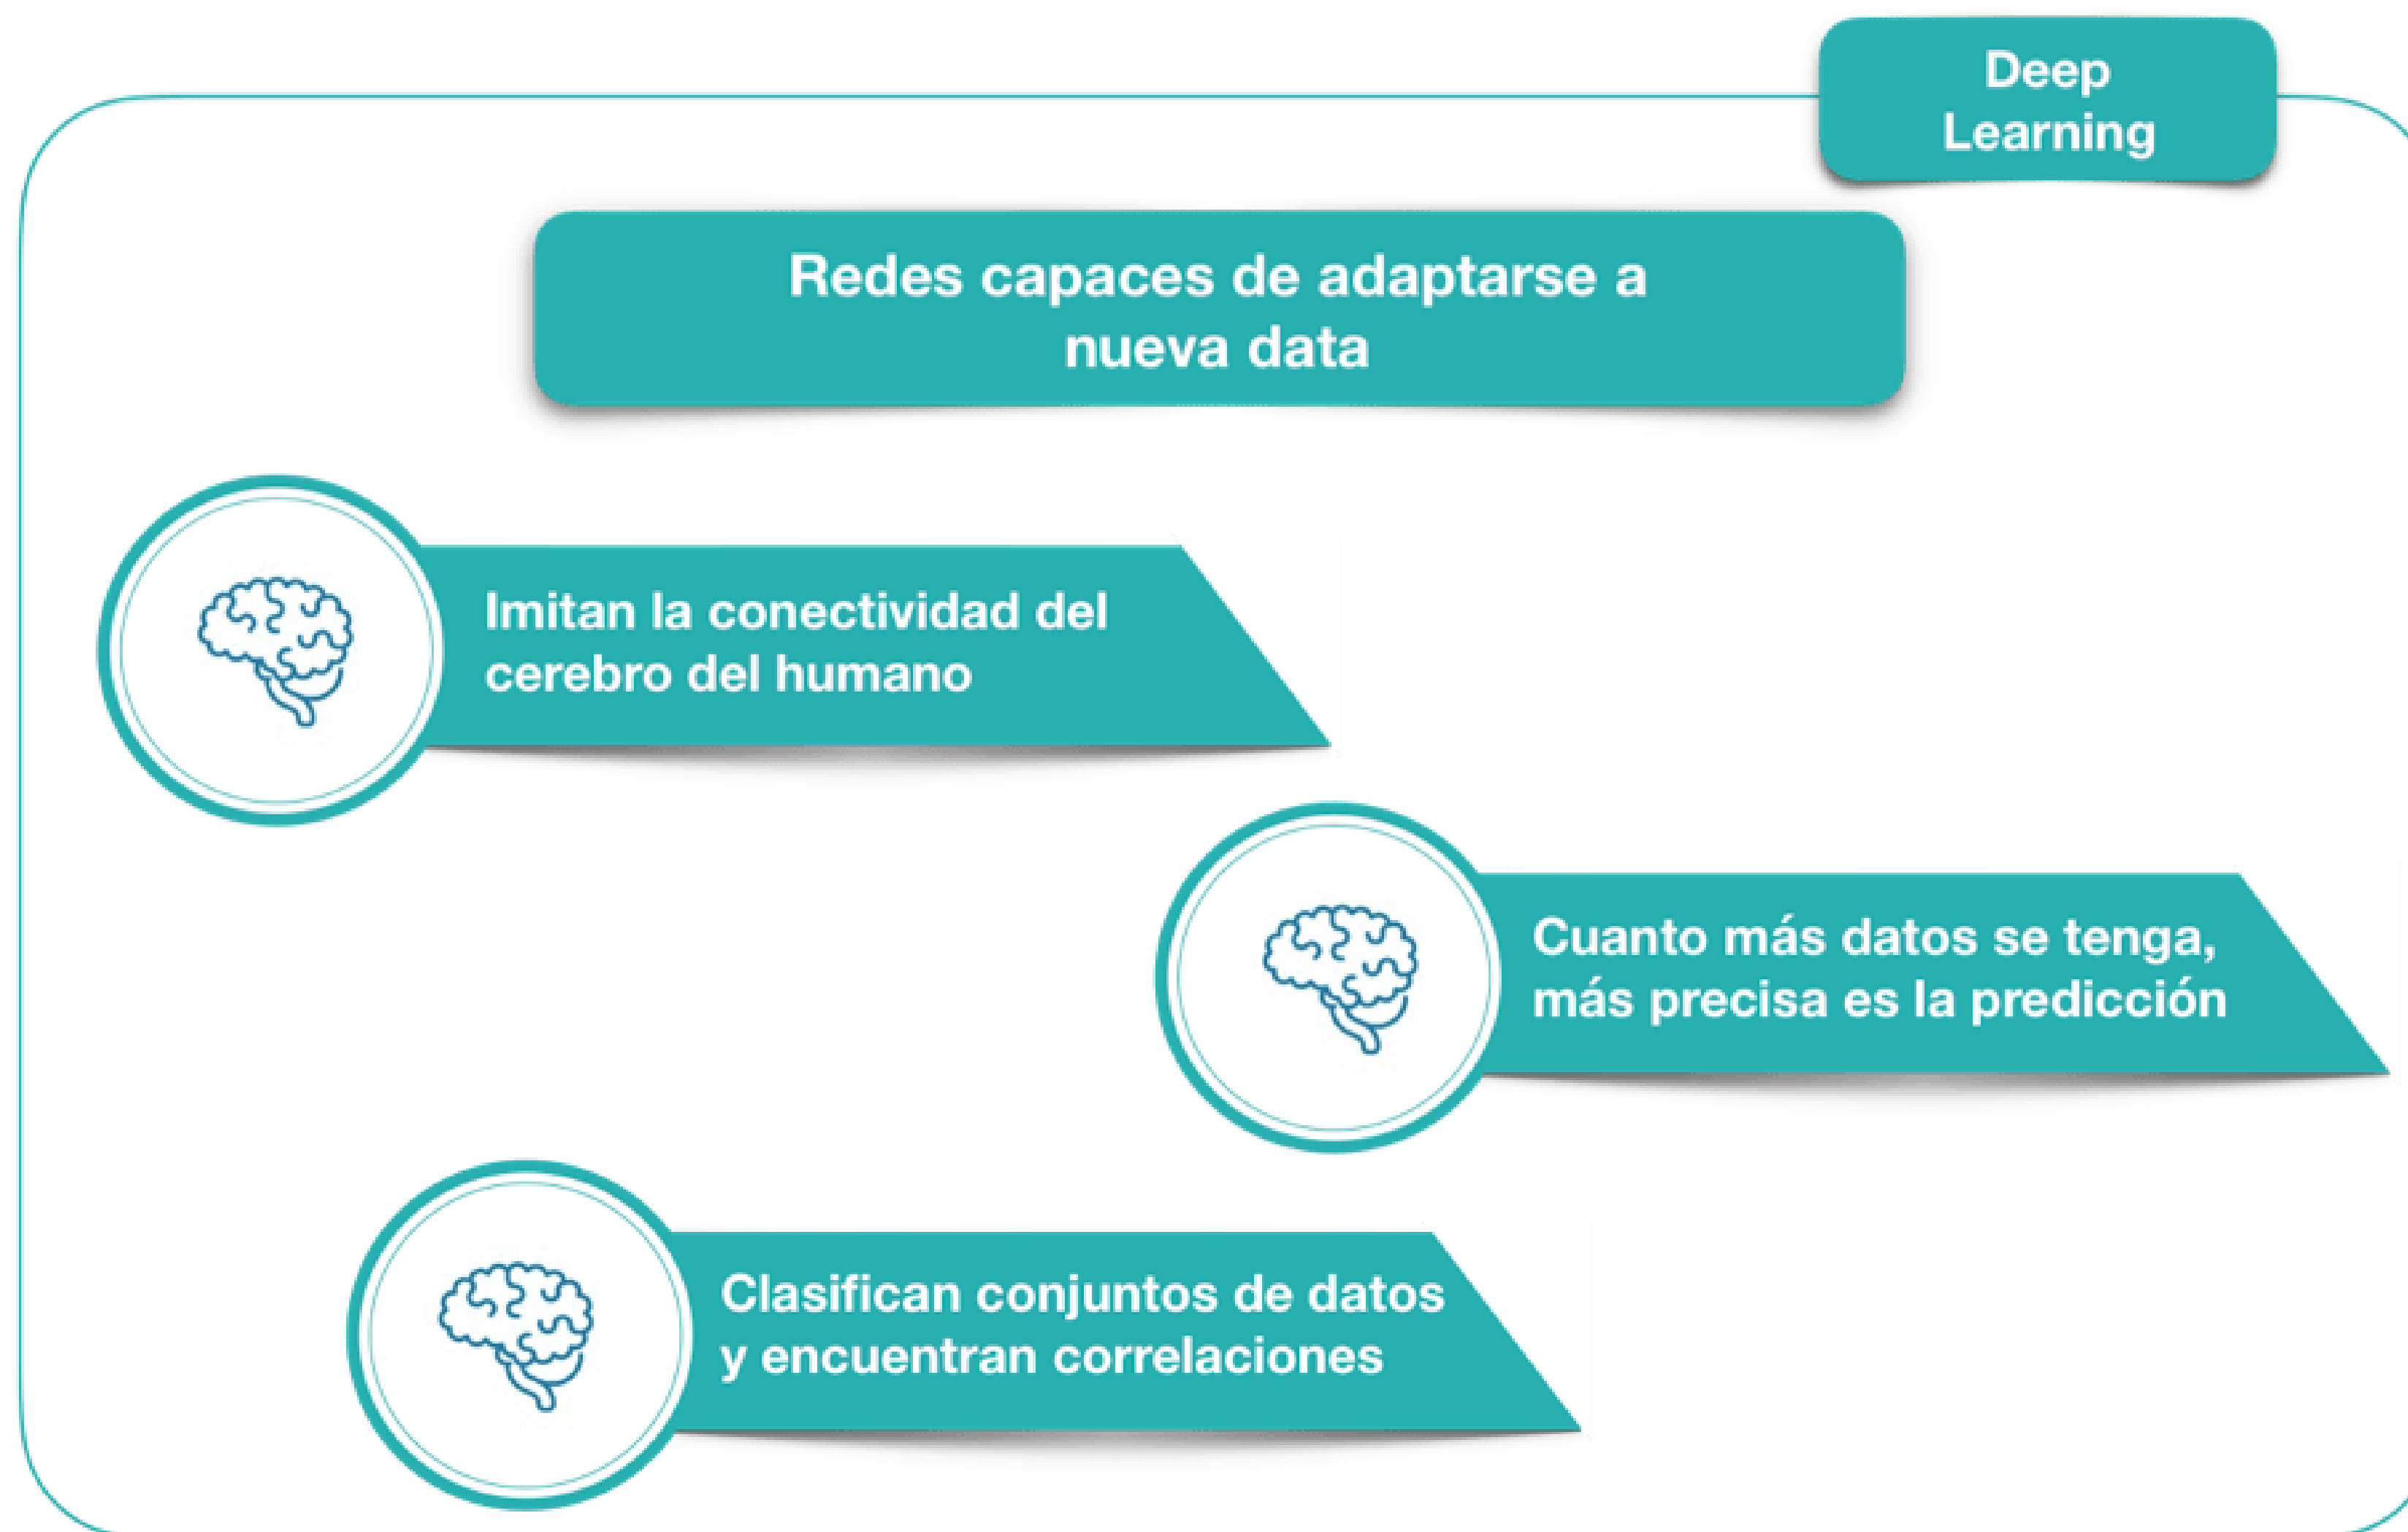 Deep
Learning
Redes capaces de adaptarse a
nueva data
Imitan la conectividad del
cerebro del humano
Cuanto más datos se tenga,
más precisa es la predicción
Clasifican conjuntos de datos
y encuentran correlaciones